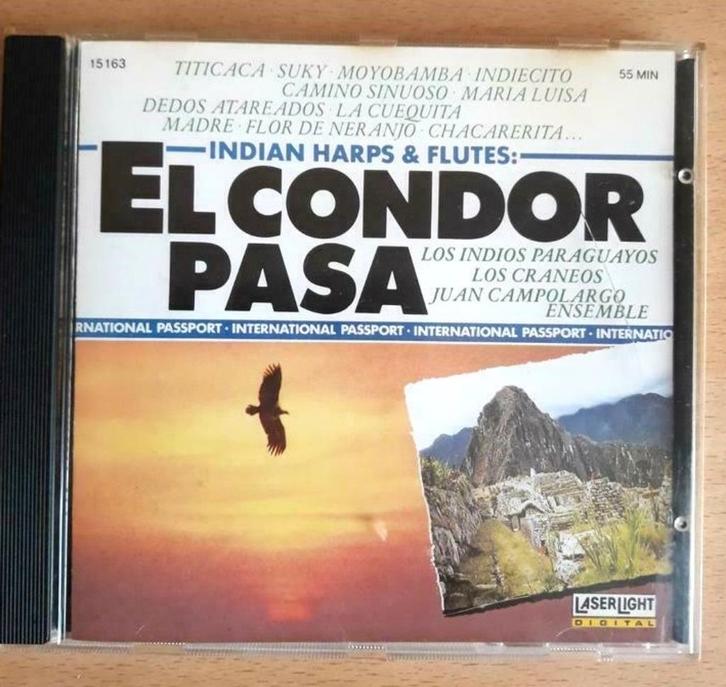 15163
TITICACA · SUKY · MOYOBAMBA · INDIECITO
55 MIN
CAMINO SINUOSO · MARIA LUISA
DEDOS ATAREADOS · LA CUEQUITA
MADRE · FLOR DE NERANJO · CHACARERITA...
INDIAN HARPS & FLUTES:
EL CONDOR
PASA
LOS INDIOS PARAGUAYOS
LOS CRANEOS
JUAN CAMPOLARGO
ENSEMBLE
RNATIONAL PASSPORT · INTERNATIONAL PASSPORT · INTERNATIONAL PASSPORT · INTERNATIO
LASERLIGHT
DIGITAL